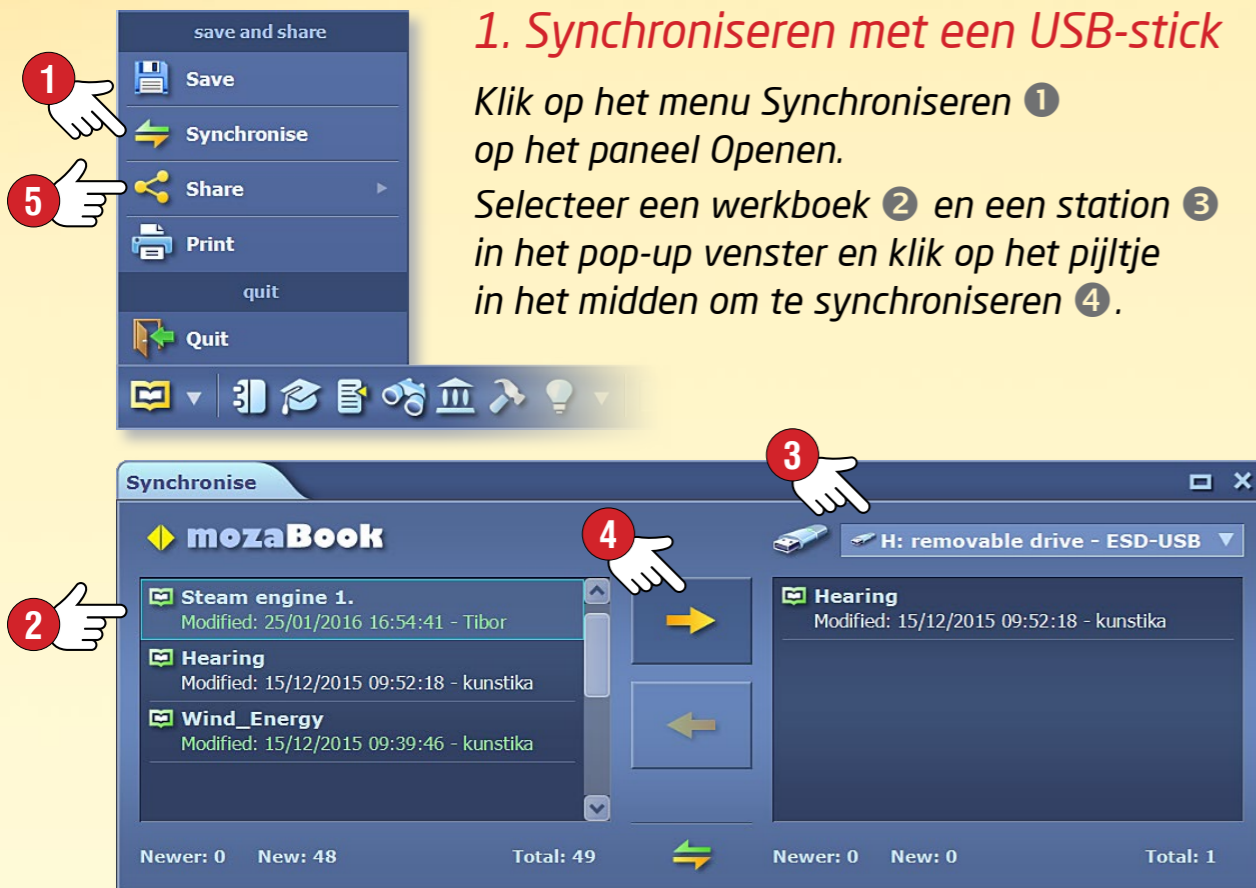 save and share
1
Save
Synchronise
5
Share
Print
quit
Quit
1. Synchroniseren met een USB-stick
Klik op het menu Synchroniseren ❶
op het paneel Openen.
Selecteer een werkboek ❷ en een station ❸
in het pop-up venster en klik op het pijltje
in het midden om te synchroniseren ❹.
3
Synchronise
mozaBook
4
H: removable drive - ESD-USB
2
Steam engine 1.
Modified: 25/01/2016 16:54:41 - Tibor
Hearing
Modified: 15/12/2015 09:52:18 - kunstika
Wind_Energy
Modified: 15/12/2015 09:39:46 - kunstika
Hearing
Modified: 15/12/2015 09:52:18 - kunstika
Newer: 0 New: 48 Total: 49
Newer: 0 New: 0 Total: 1